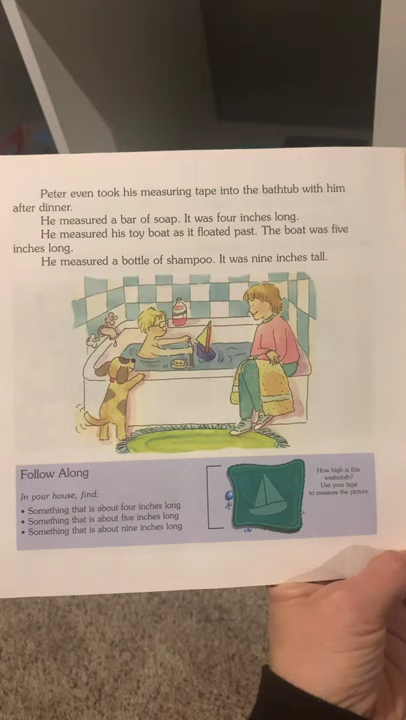 Peter even took his measuring tape into the bathtub with him
after dinner.
He measured a bar of soap. It was four inches long.
He measured his toy boat as it floated past. The boat was five
inches long.
He measured a bottle of shampoo. It was nine inches tall.
Follow Along
In your house, find:
• Something that is about four inches long
• Something that is about five inches long
• Something that is about nine inches long
How high is this
washcloth?
Use your tape
to measure the picture.